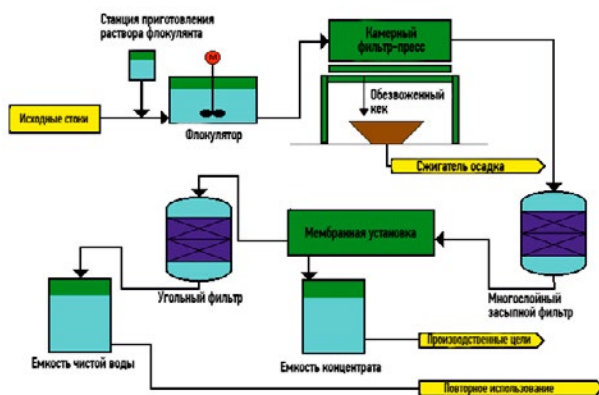 Станция приготовления
раствора флокулянта
М
Камерный
фильтр-пресс
Исходные стоки
Флокулятор
Обезвоженный
кек
Сжигатель осадка
Мембранная установка
Угольный фильтр
Многослойный
засыпной фильтр
Емкость чистой воды
Емкость концентрата
Производственные цели
Повторное использование